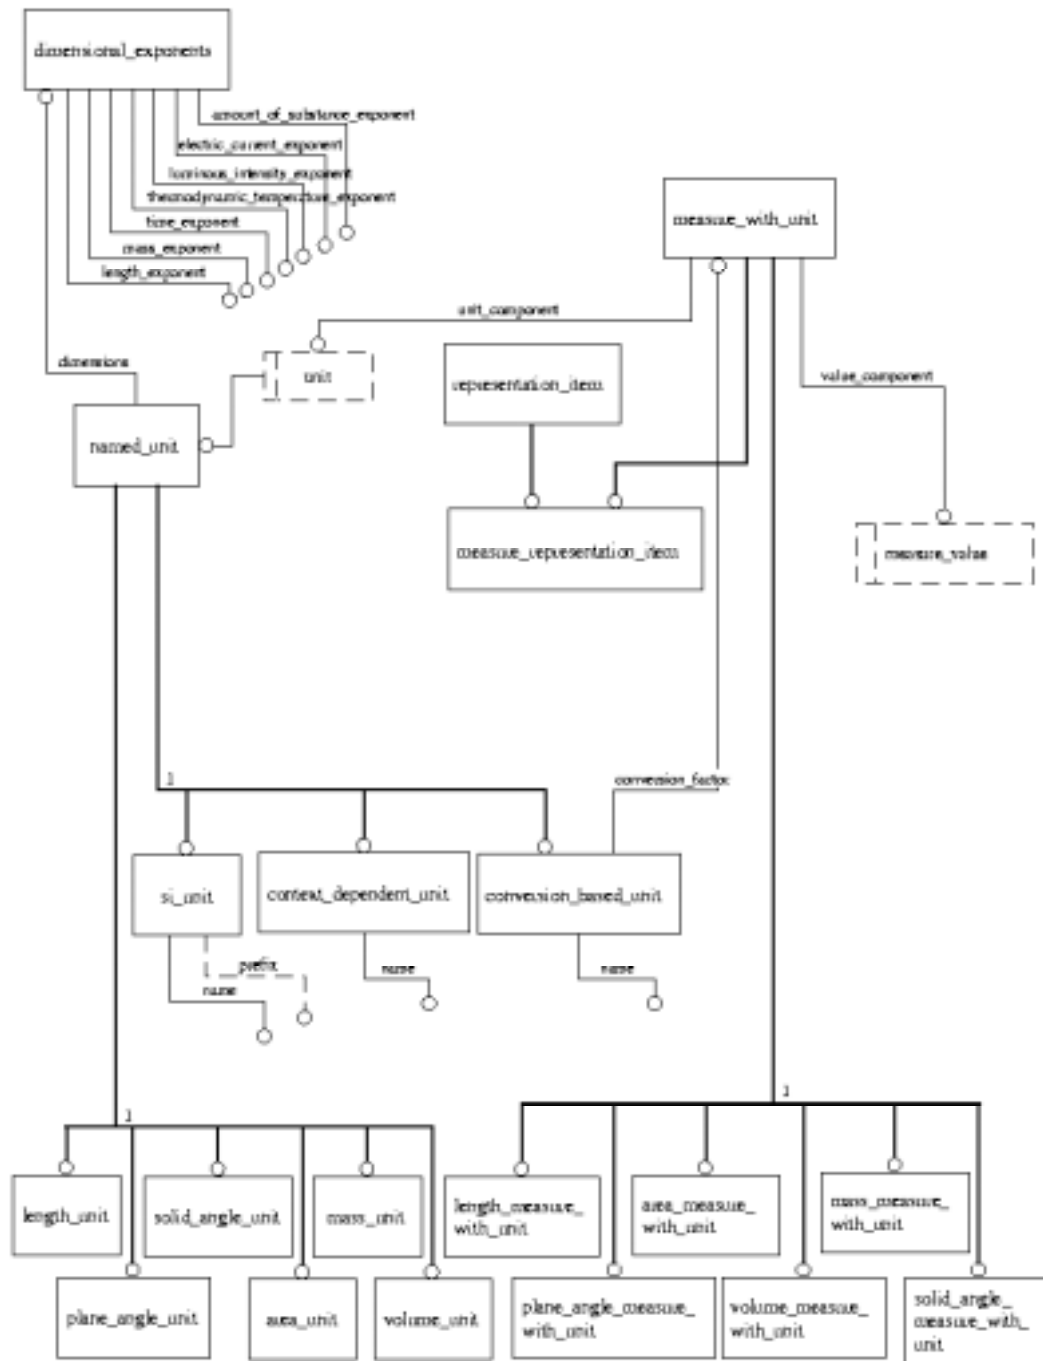 dimensional_exponents
amount_of_substance_exponent
electric_current_exponent
luminous_intensity_exponent
thermodynamic_temperature_exponent
time_exponent
mass_exponent
length_exponent
measure_with_unit
unit_component
dimensions
unit
representation_item
value_component
named_unit
measure_representation_item
measure_value
1
conversion_factor
si_unit
context_dependent_unit
conversion_based_unit
prefix
name
name
name
1
1
length_unit
solid_angle_unit
mass_unit
length_measure_
with_unit
area_measure_
with_unit
mass_measure_
with_unit
plane_angle_unit
area_unit
volume_unit
plane_angle_measure_
with_unit
volume_measure_
with_unit
solid_angle_
measure_with_
unit